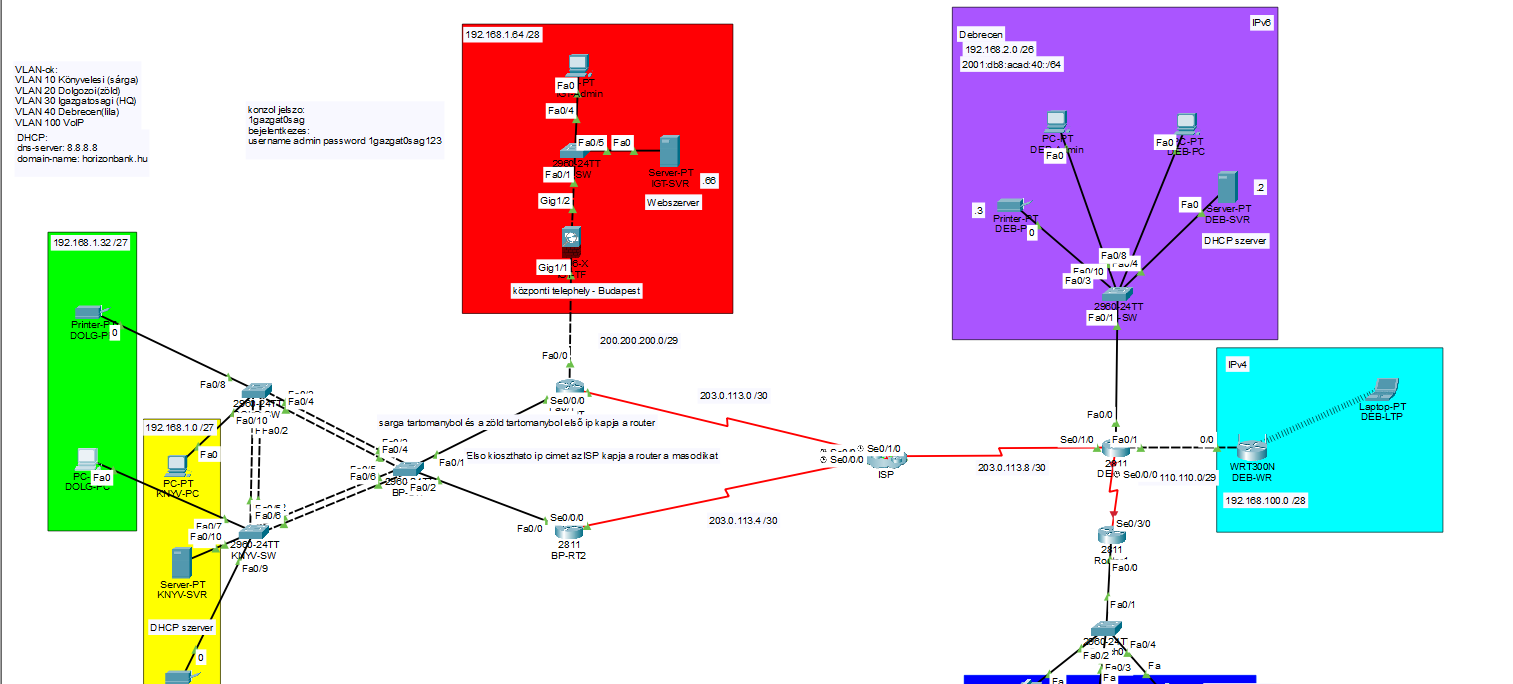 VLAN-ok:
VLAN 10 Könyvelesi (sárga)
VLAN 20 Dolgozoi(zöld)
VLAN 30 Igazgatosagi (HQ)
VLAN 40 Debrecen(lila)
VLAN 100 VoIP
DHCP:
dns-server: 8.8.8.8
domain-name: horizonbank.hu
konzol jelszo:
1gazgat0sag
bejelentkezes:
username admin password 1gazgat0sag123
192.168.1.64 /28
Fa0
Fa0/4
Fa0/5
Fa0
2960-24TT
Fa0/1
Server-PT
IGT-SVR
.66
Webszerver
Gig1/2
Gig1/1
központi telephely - Budapest
200.200.200.0/29
Fa0/0
Se0/0/0
IPv6
Debrecen
192.168.2.0 /26
2001:db8:acad:40::/64
PC-PT
Fa0
Fa0
DEB-PC
.3
0
.2
Fa0
Server-PT
DEB-SVR
DHCP szerver
Fa0/8
Fa0/10
Fa0/3
2960-24TT
Fa0/1
192.168.1.32 /27
0
Fa0/8
Fa0/4
Fa0/10
Fa0/2
192.168.1.0 /27
Fa0
PC-PT
KNYV-PC
Fa0
Fa0/7
Fa0/10
Fa0/6
2960-24TT
KNYV-SW
Fa0/9
Server-PT
KNYV-SVR
DHCP szerver
0
sarga tartomanybol és a zöld tartomanybol első ip kapja a router
Elso kioszthato ip cimet az ISP kapja a router a masodikat
Fa0/4
Fa0/6
Fa0/1
Fa0/2
203.0.113.0 /30
203.0.113.4 /30
203.0.113.8 /30
Fa0/0
Se0/0/0
2811
BP-RT2
Se0/1/0
Se0/0/0
ISP
Fa0/0
Se0/1/0
Fa0/1
Se0/0/0
110.110.0/29
0/0
WRT300N
DEB-WR
IPv4
Laptop-PT
DEB-LTP
192.168.100.0 /28
Se0/3/0
2811
Fa0/0
Fa0/1
Fa0/4
Fa0/2
Fa0/3
Fa
Fa
Fa